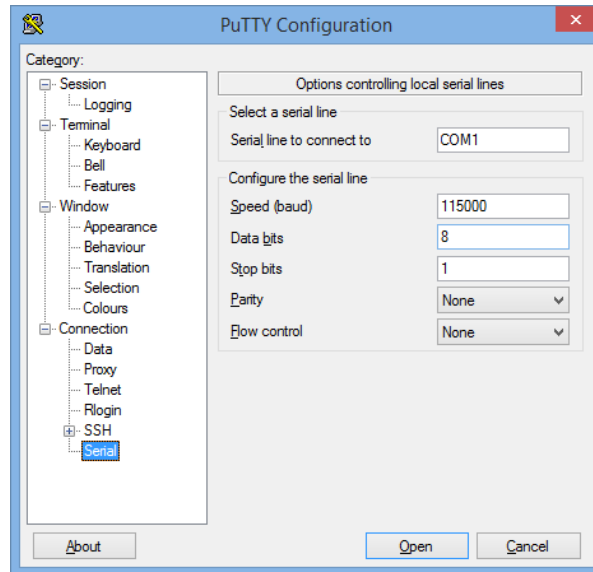 PuTTY Configuration
Category:
Session
Logging
Terminal
Keyboard
Bell
Features
Window
Appearance
Behaviour
Translation
Selection
Colours
Connection
Data
Proxy
Telnet
Rlogin
SSH
Serial
Options controlling local serial lines
Select a serial line
Serial line to connect to COM1
Configure the serial line
Speed (baud) 115000
Data bits 8
Stop bits 1
Parity None
Flow control None
About Open Cancel